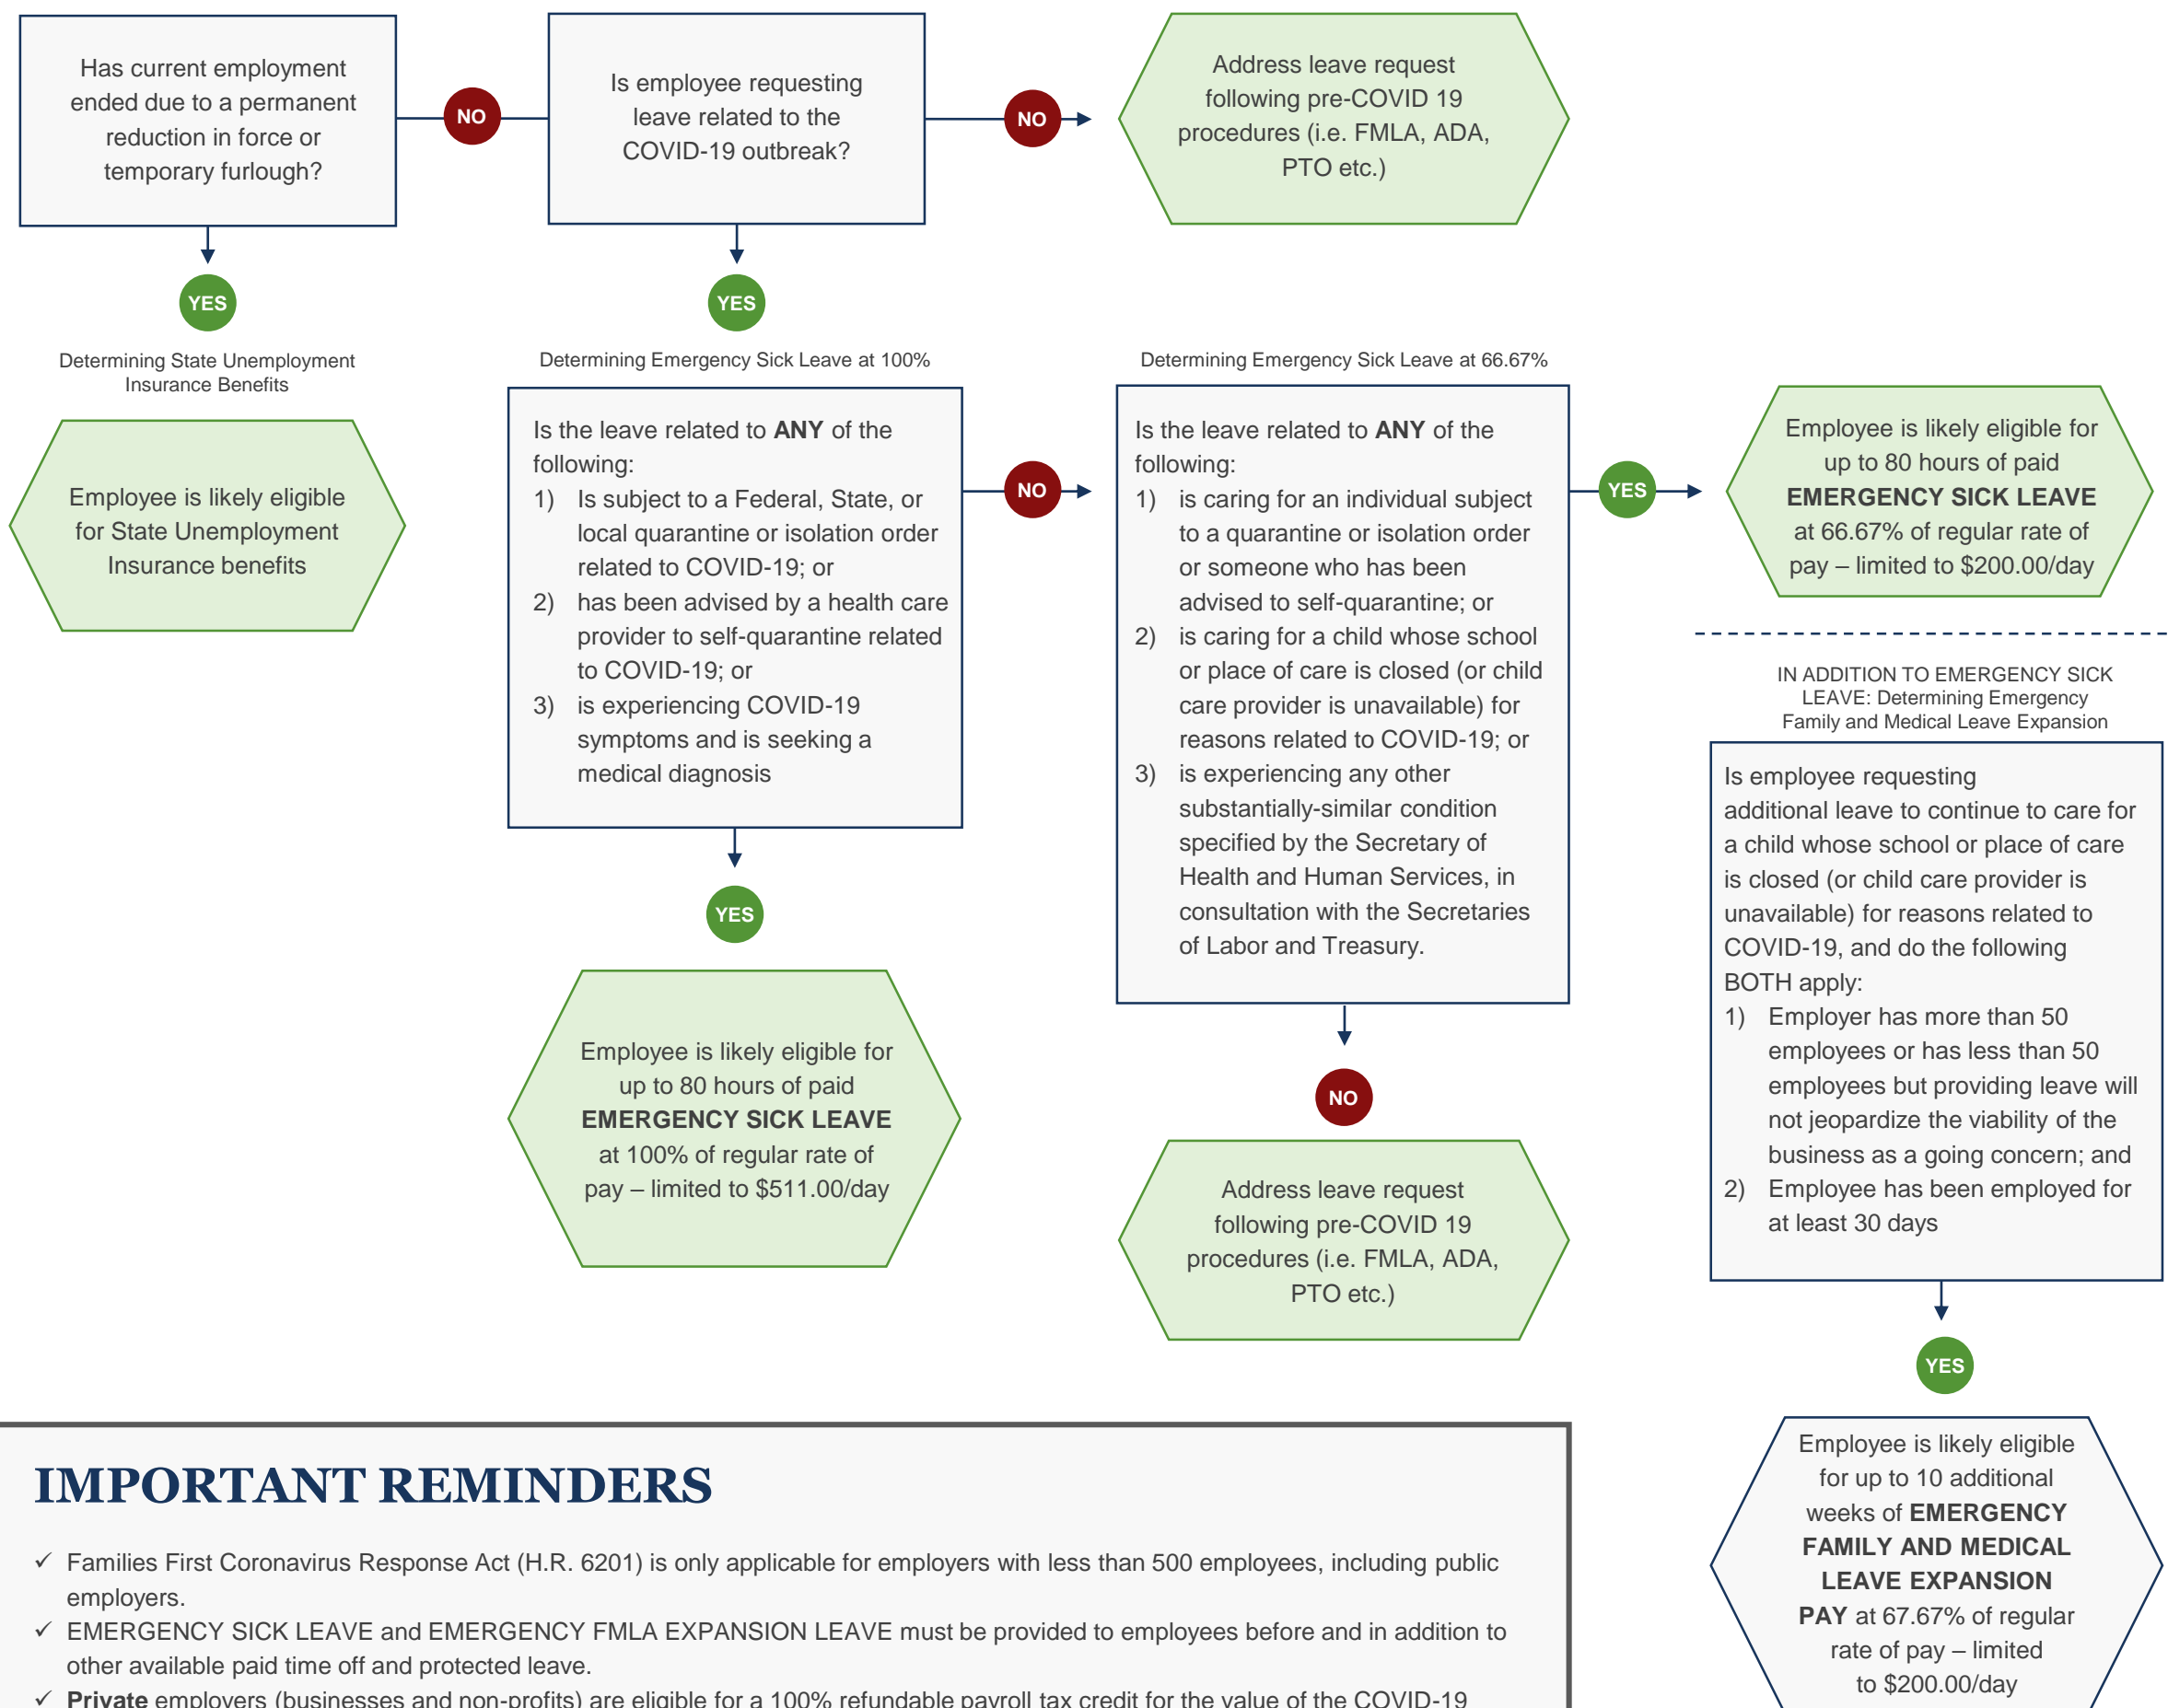 Has current employment
ended due to a permanent
reduction in force or
temporary furlough?
NO
Is employee requesting
leave related to the
COVID-19 outbreak?
NO
Address leave request
following pre-COVID 19
procedures (i.e. FMLA, ADA,
PTO etc.)
YES
YES
Determining State Unemployment
Insurance Benefits
Employee is likely eligible
for State Unemployment
Insurance benefits
Determining Emergency Sick Leave at 100%
Is the leave related to ANY of the
following:
1) Is subject to a Federal, State, or
local quarantine or isolation order
related to COVID-19; or
2) has been advised by a health care
provider to self-quarantine related
to COVID-19; or
3) is experiencing COVID-19
symptoms and is seeking a
medical diagnosis
NO
YES
Employee is likely eligible for
up to 80 hours of paid
EMERGENCY SICK LEAVE
at 100% of regular rate of
pay – limited to $511.00/day
Determining Emergency Sick Leave at 66.67%
Is the leave related to ANY of the
following:
1) is caring for an individual subject
to a quarantine or isolation order
or someone who has been
advised to self-quarantine; or
2) is caring for a child whose school
or place of care is closed (or child
care provider is unavailable) for
reasons related to COVID-19; or
3) is experiencing any other
substantially-similar condition
specified by the Secretary of
Health and Human Services, in
consultation with the Secretaries
of Labor and Treasury.
YES
NO
Address leave request
following pre-COVID 19
procedures (i.e. FMLA, ADA,
PTO etc.)
Employee is likely eligible for
up to 80 hours of paid
EMERGENCY SICK LEAVE
at 66.67% of regular rate of
pay – limited to $200.00/day
IN ADDITION TO EMERGENCY SICK
LEAVE: Determining Emergency
Family and Medical Leave Expansion
Is employee requesting
additional leave to continue to care for
a child whose school or place of care
is closed (or child care provider is
unavailable) for reasons related to
COVID-19, and do the following
BOTH apply:
1) Employer has more than 50
employees or has less than 50
employees but providing leave will
not jeopardize the viability of the
business as a going concern; and
2) Employee has been employed for
at least 30 days
YES
Employee is likely eligible
for up to 10 additional
weeks of EMERGENCY
FAMILY AND MEDICAL
LEAVE EXPANSION
PAY at 67.67% of regular
rate of pay – limited
to $200.00/day
IMPORTANT REMINDERS
✓ Families First Coronavirus Response Act (H.R. 6201) is only applicable for employers with less than 500 employees, including public
employers.
✓ EMERGENCY SICK LEAVE and EMERGENCY FMLA EXPANSION LEAVE must be provided to employees before and in addition to
other available paid time off and protected leave.
✓ Private employers (businesses and non-profits) are eligible for a 100% refundable payroll tax credit for the value of the COVID-19